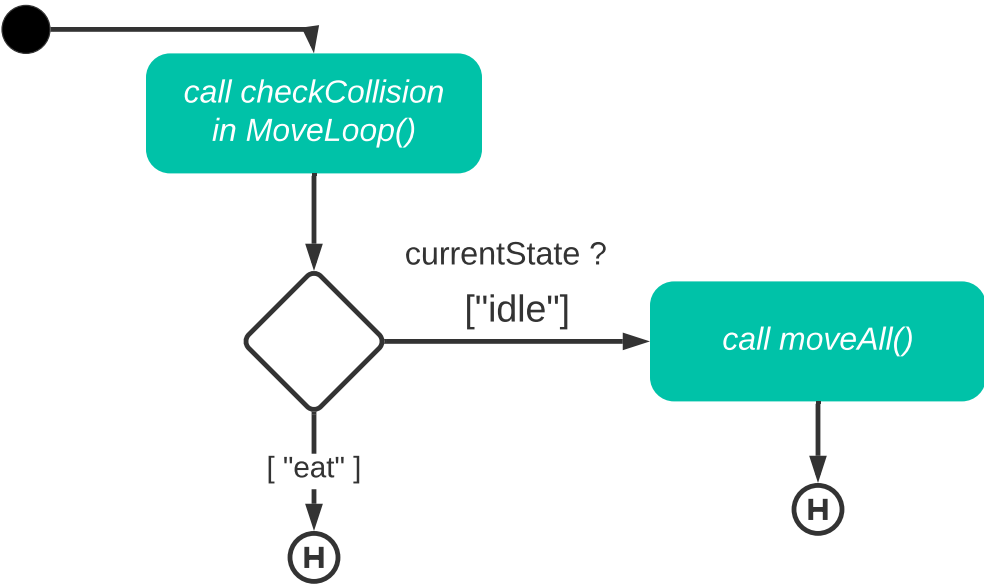 call checkCollision
in MoveLoop()
currentState ?
["idle"]
call moveAll()
[ "eat" ]
H
H